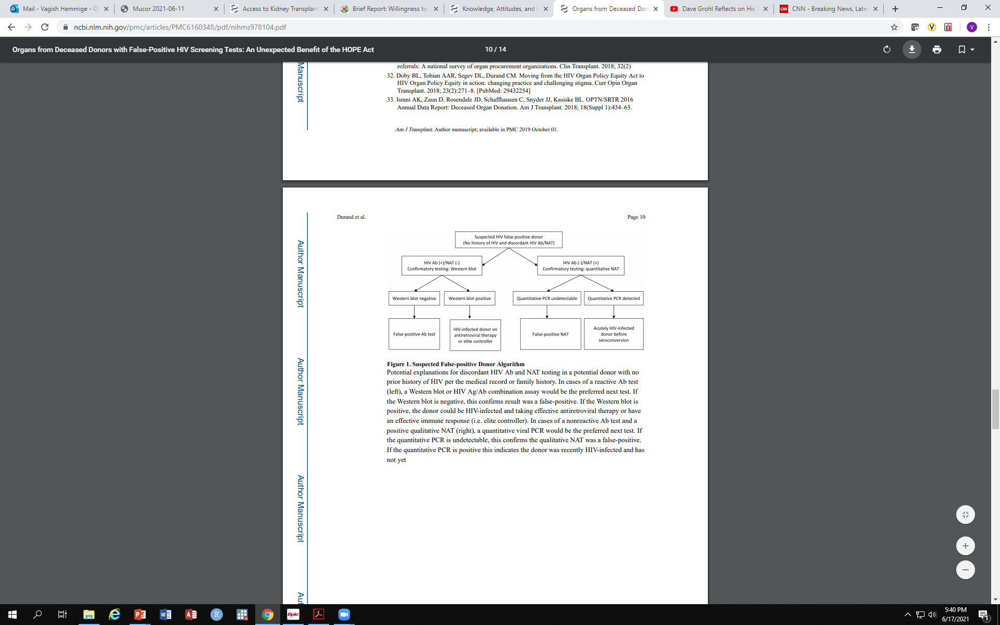 Mail - Vagish Hemmige - O
Mucor 2021-06-11
Access to Kidney Transplant
Brief Report: Willingness to
Knowledge, Attitudes, and
Organs from Deceased Don
Dave Grohl Reflects on His
CNN - Breaking News, Late
ncbi.nlm.nih.gov/pmc/articles/PMC6160348/pdf/nihms978104.pdf
V
Organs from Deceased Donors with False-Positive HIV Screening Tests: An Unexpected Benefit of the HOPE Act
10 / 14
Manuscript
referrals: A national survey of organ procurement organizations. Clin Transplant. 2018; 32(2)
32. Doby BL, Tobian AAR, Segev DL, Durand CM. Moving from the HIV Organ Policy Equity Act to
HIV Organ Policy Equity in action: changing practice and challenging stigma. Curr Opin Organ
Transplant. 2018; 23(2):271–8. [PubMed: 29432254]
33. Israni AK, Zaun D, Rosendale JD, Schaffhausen C, Snyder JJ, Kasiske BL. OPTN/SRTR 2016
Annual Data Report: Deceased Organ Donation. Am J Transplant. 2018; 18(Suppl 1):434–63.
Am J Transplant. Author manuscript; available in PMC 2019 October 01.
Durand et al.
Page 10
Author Manuscript
Author Manuscript
Author Manuscript
Aut
Suspected HIV false-positive donor
(No history of HIV and discordant HIV Ab/NAT)
HIV Ab (+)/NAT (-)
Confirmatory testing: Western blot
HIV Ab (-)/NAT (+)
Confirmatory testing: quantitative NAT
Western blot negative
Western blot positive
Quantitative PCR undetectable
Quantitative PCR detected
False-positive Ab test
HIV-infected donor on
antiretroviral therapy
or elite controller
False-positive NAT
Acutely HIV-infected
donor before
seroconversion
Figure 1. Suspected False-positive Donor Algorithm
Potential explanations for discordant HIV Ab and NAT testing in a potential donor with no
prior history of HIV per the medical record or family history. In cases of a reactive Ab test
(left), a Western blot or HIV Ag/Ab combination assay would be the preferred next test. If
the Western blot is negative, this confirms result was a false-positive. If the Western blot is
positive, the donor could be HIV-infected and taking effective antiretroviral therapy or have
an effective immune response (i.e. elite controller). In cases of a nonreactive Ab test and a
positive qualitative NAT (right), a quantitative viral PCR would be the preferred next test. If
the quantitative PCR is undetectable, this confirms the qualitative NAT was a false-positive.
If the quantitative PCR is positive this indicates the donor was recently HIV-infected and has
not yet
Epic
5:40 PM
6/17/2021
1